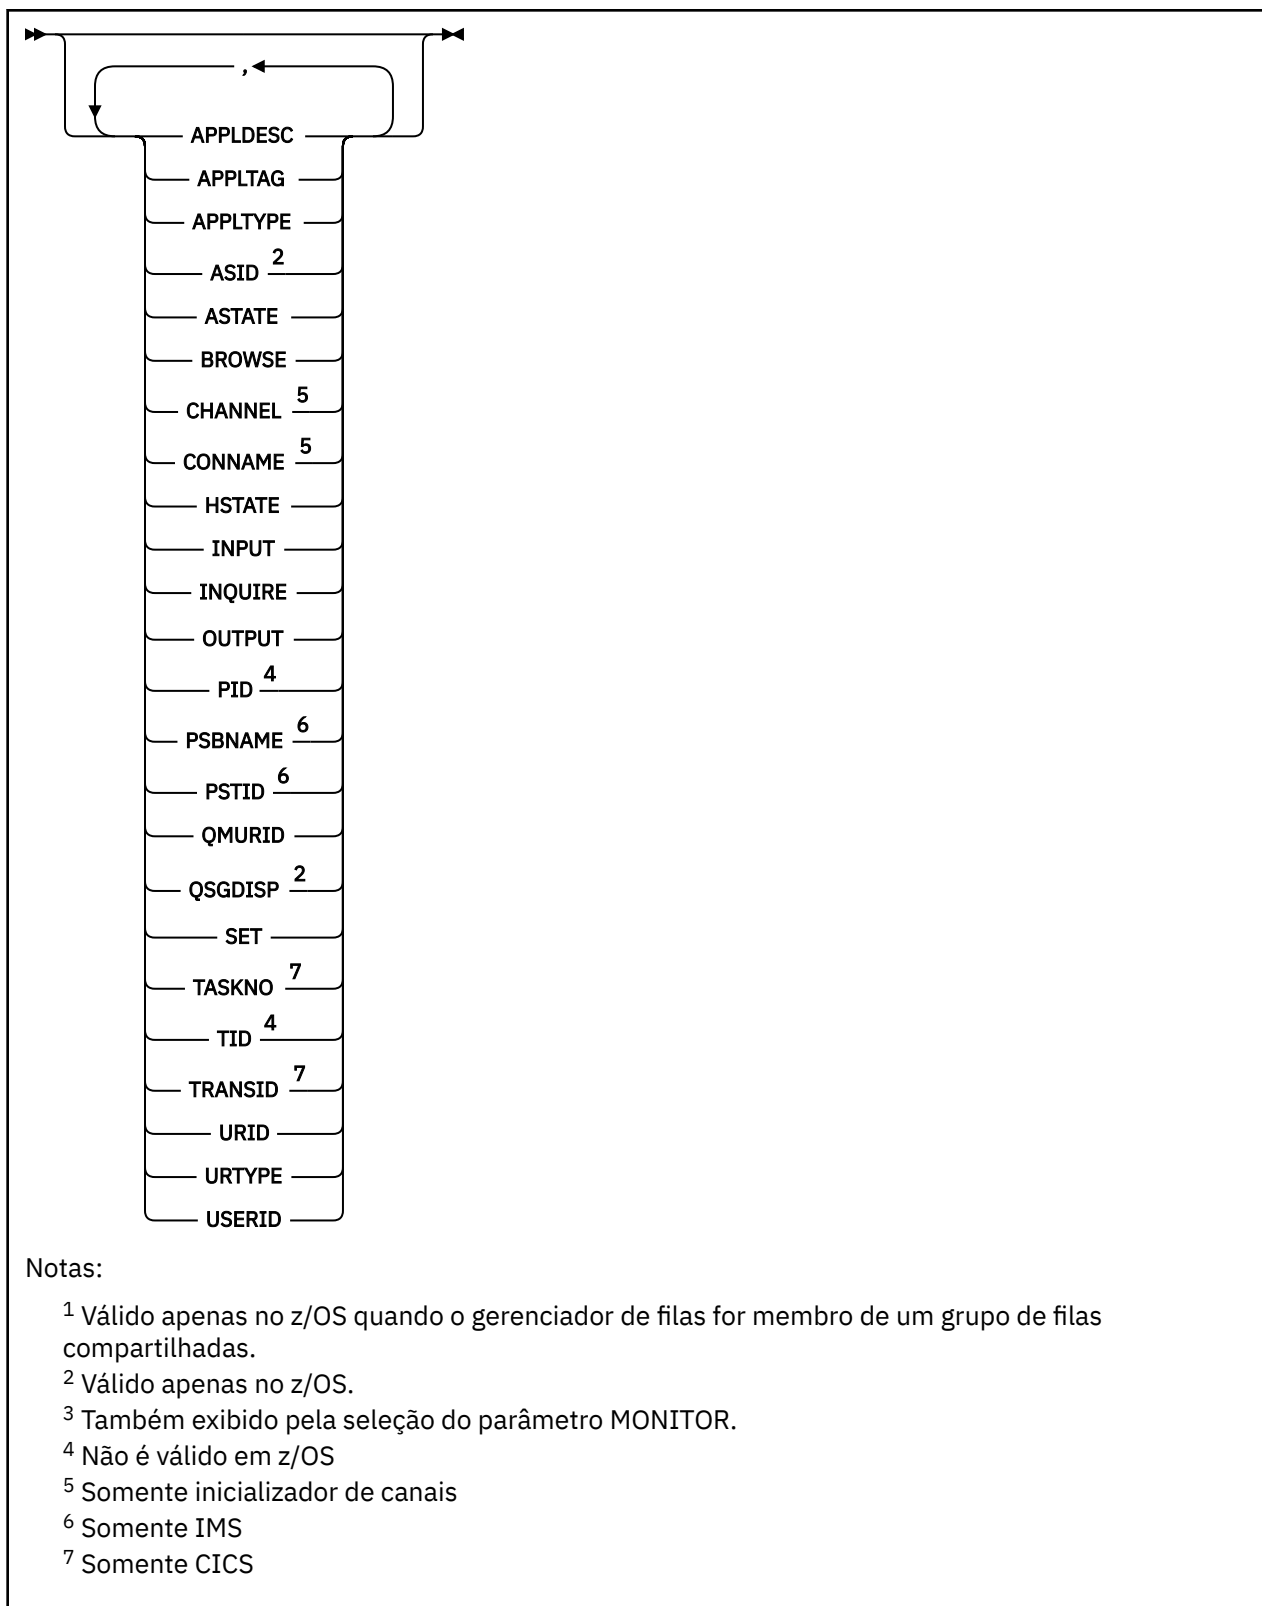 ,
APPLDESC
APPLTAG
APPLTYPE
ASID 2
ASTATE
BROWSE
CHANNEL 5
CONNAME 5
HSTATE
INPUT
INQUIRE
OUTPUT
PID 4
PSBNAME 6
PSTID 6
QMURID
QSGDISP 2
SET
TASKNO 7
TID 4
TRANSID 7
URID
URTYPE
USERID
Notas:
1 Válido apenas no z/OS quando o gerenciador de filas for membro de um grupo de filas
compartilhadas.
2 Válido apenas no z/OS.
3 Também exibido pela seleção do parâmetro MONITOR.
4 Não é válido em z/OS
5 Somente inicializador de canais
6 Somente IMS
7 Somente CICS